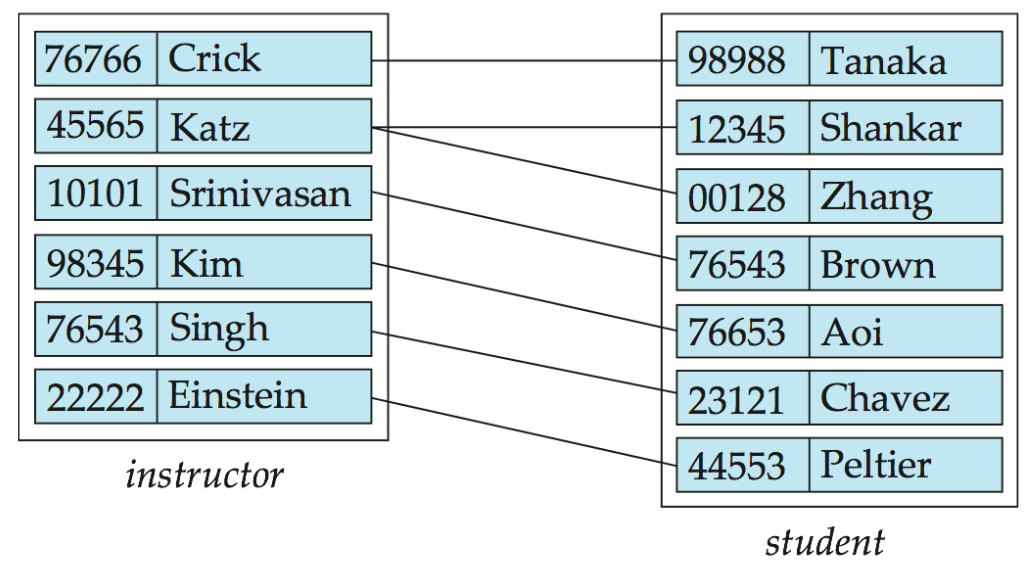 76766 Crick
45565 Katz
10101 Srinivasan
98345 Kim
76543 Singh
22222 Einstein
instructor
98988 Tanaka
12345 Shankar
00128 Zhang
76543 Brown
76653 Aoi
23121 Chavez
44553 Peltier
student